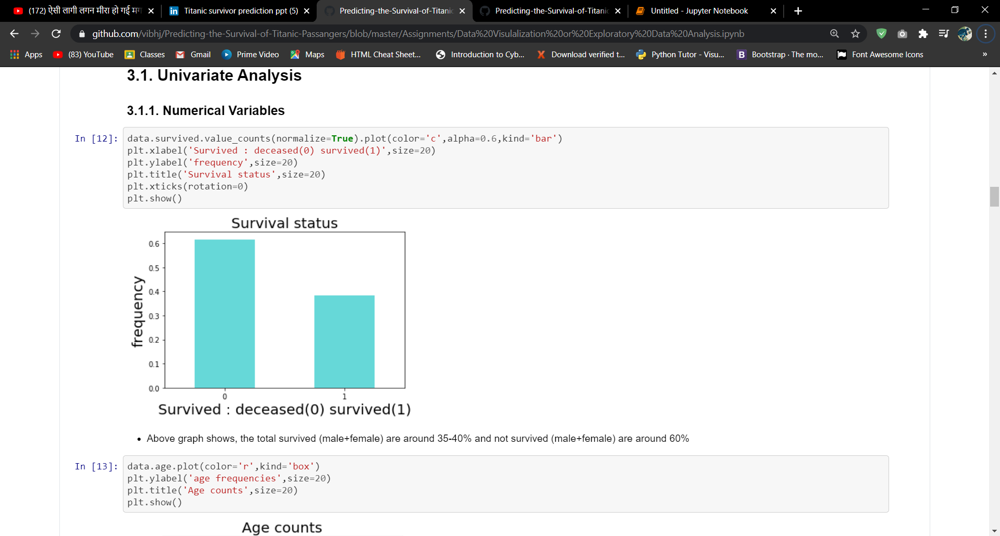 (172) ऐसी लागी लगन मीरा हो गई मग
Titanic survivor prediction ppt (5)
Predicting-the-Survival-of-Titanic
Predicting-the-Survival-of-Titanic
Untitled - Jupyter Notebook
github.com/vibhj/Predicting-the-Survival-of-Titanic-Passangers/blob/master/Assignments/Data%20Visulalization%20or%20Exploratory%20Data%20Analysis.ipynb
Apps
(83) YouTube
Classes
Gmail
Prime Video
Maps
HTML Cheat Sheet...
Introduction to Cyb...
Download verified t...
Python Tutor - Visu...
Bootstrap · The mo...
Font Awesome Icons
»
3.1. Univariate Analysis
3.1.1. Numerical Variables
In [12]: data.survived.value_counts(normalize=True).plot(color='c',alpha=0.6,kind='bar')
plt.xlabel('Survived : deceased(0) survived(1)',size=20)
plt.ylabel('frequency',size=20)
plt.title('Survival status',size=20)
plt.xticks(rotation=0)
plt.show()
Survival status
0.6
0.5
0.4
0.3
0.2
0.1
0.0
frequency
0 1
Survived : deceased(0) survived(1)
• Above graph shows, the total survived (male+female) are around 35-40% and not survived (male+female) are around 60%
In [13]: data.age.plot(color='r',kind='box')
plt.ylabel('age frequencies',size=20)
plt.title('Age counts',size=20)
plt.show()
Age counts